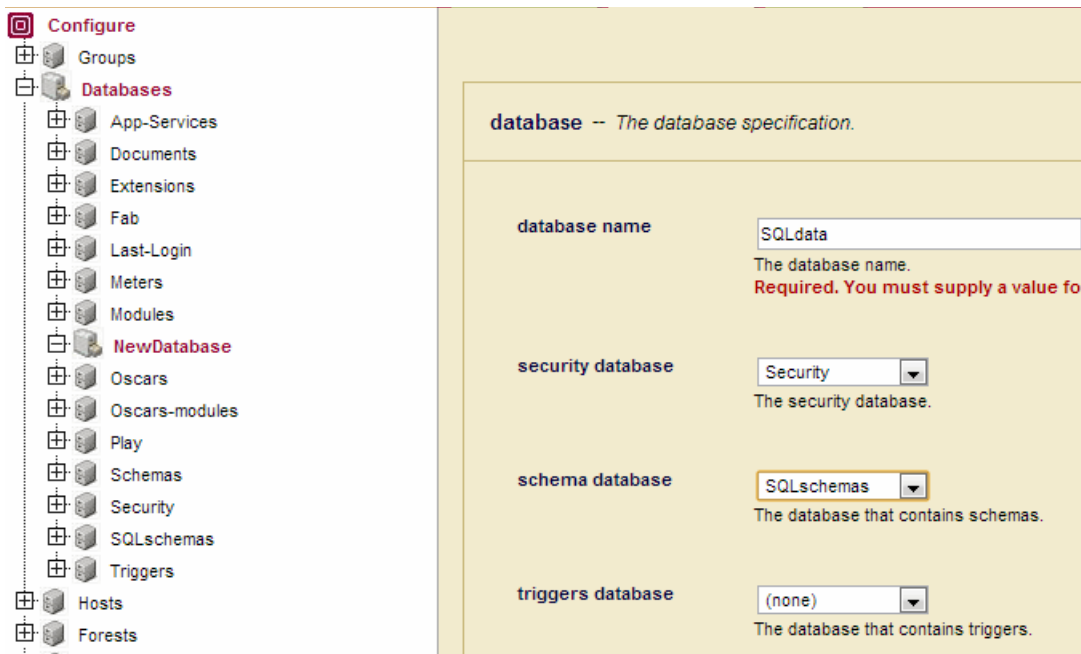 Configure
Groups
Databases
App-Services
Documents
Extensions
Fab
Last-Login
Meters
Modules
NewDatabase
Oscars
Oscars-modules
Play
Schemas
Security
SQLschemas
Triggers
Hosts
Forests
database -- The database specification.
database name
SQLdata
The database name.
Required. You must supply a value fo
security database
Security
The security database.
schema database
SQLschemas
The database that contains schemas.
triggers database
(none)
The database that contains triggers.